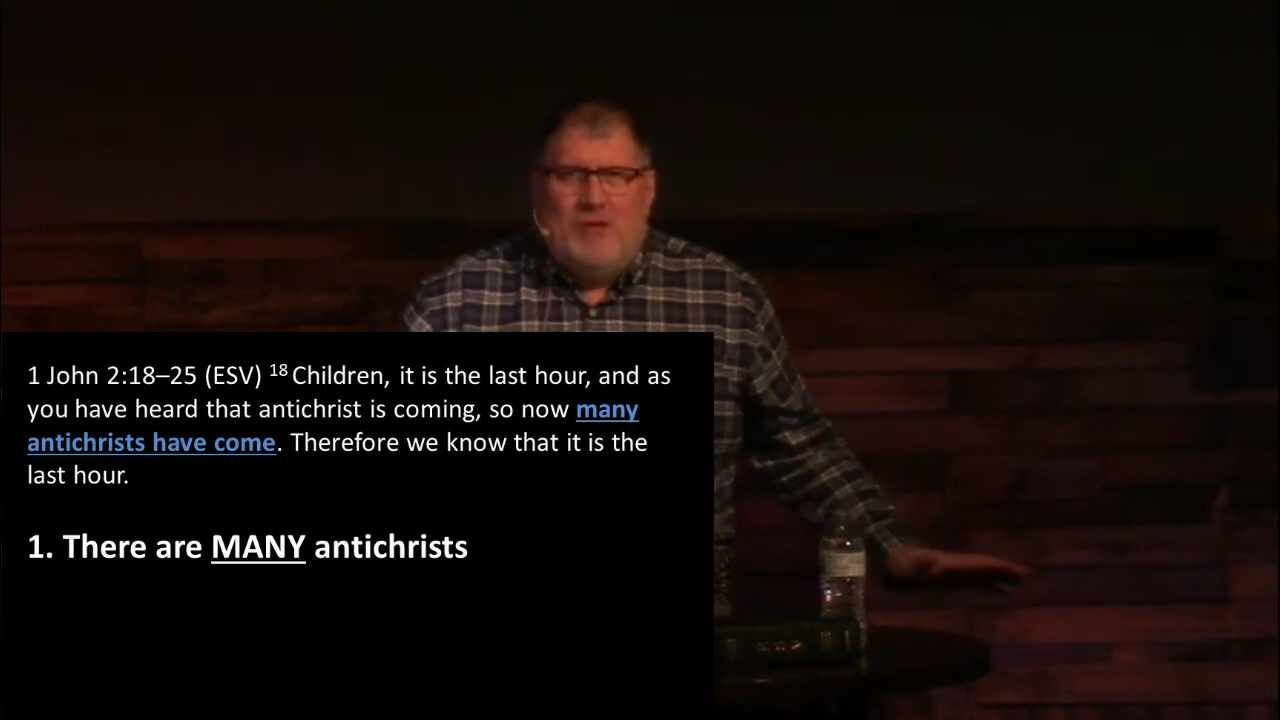 1 John 2:18–25 (ESV) 18 Children, it is the last hour, and as
you have heard that antichrist is coming, so now many
antichrists have come. Therefore we know that it is the
last hour.
1. There are MANY antichrists